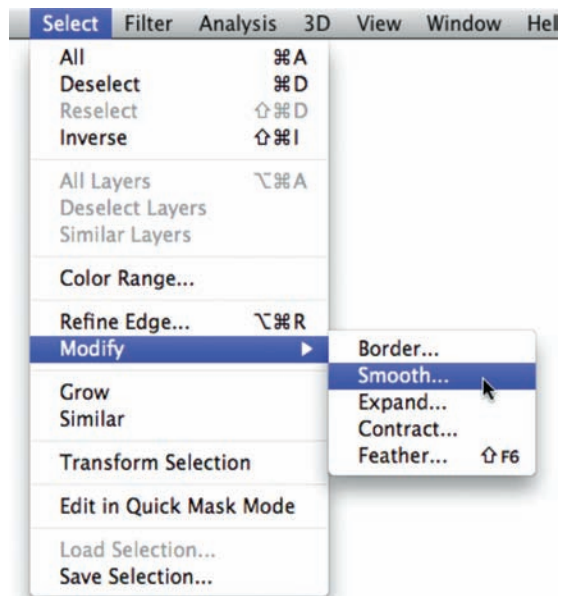 Select Filter Analysis 3D View Window Hel
All ⌘A
Deselect ⌘D
Reselect ⇧⌘D
Inverse ⇧⌘I
All Layers ⌥⌘A
Deselect Layers
Similar Layers
Color Range...
Refine Edge... ⌥⌘R
Modify ▶
Border...
Smooth...
Expand...
Contract...
Feather... ⇧F6
Grow
Similar
Transform Selection
Edit in Quick Mask Mode
Load Selection...
Save Selection...